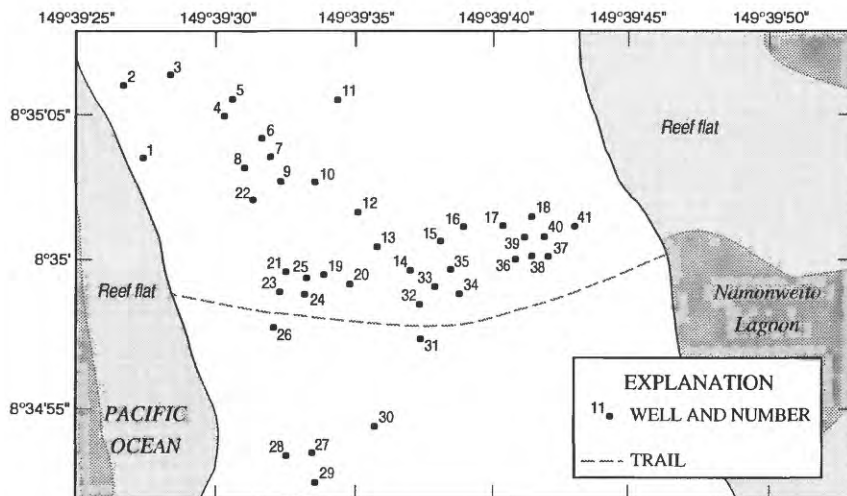 149°39'25" 149°39'30" 149°39'35" 149°39'40" 149°39'45" 149°39'50"
3
2
5 11
8°35'05"
4
Reef flat
6
1
7
8
9 10
22
12 18
16 17 41
40
15
13 39
8°35'
21 25 19 14 35 36 38 37
20 33
23
24 32 34
Reef flat
Namonweito
Lagnon
26
31
EXPLANATION
11 WELL AND NUMBER
8°34'55"
PACIFIC
OCEAN
30
28 27
TRAIL
29